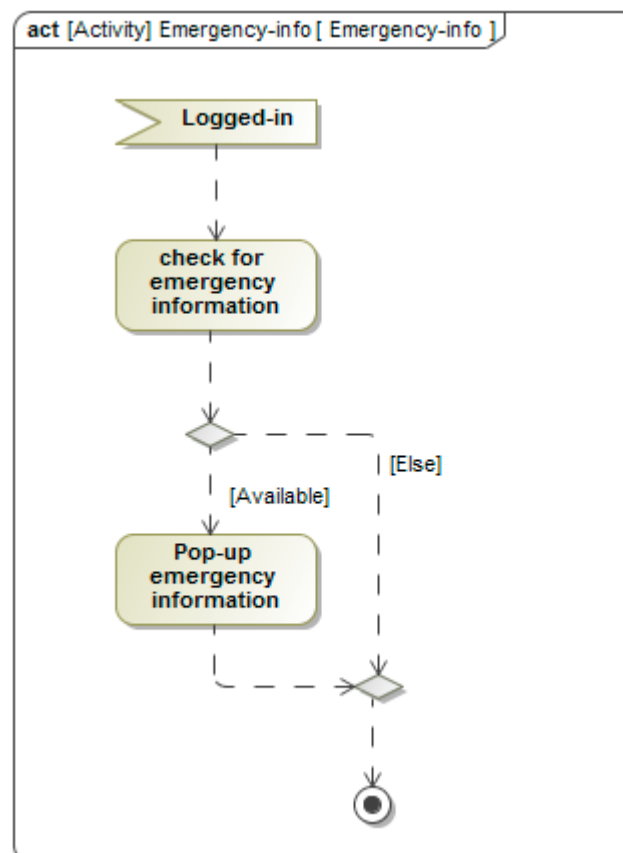 act [Activity] Emergency-info [ Emergency-info ]
Logged-in
check for
emergency
information
[Else]
[Available]
Pop-up
emergency
information